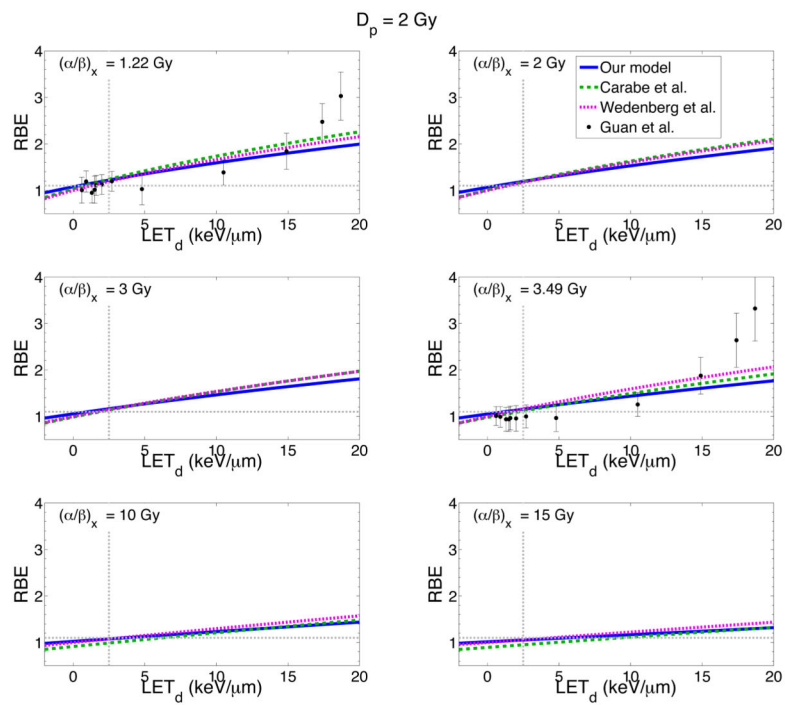 D_p = 2 Gy
(α/β)_x = 1.22 Gy
4
3
2
1
RBE
0 5 10 15 20
LET_d (keV/μm)
(α/β)_x = 2 Gy
Our model
Carabe et al.
Wedenberg et al.
Guan et al.
4
3
2
1
RBE
0 5 10 15 20
LET_d (keV/μm)
(α/β)_x = 3 Gy
4
3
2
1
RBE
0 5 10 15 20
LET_d (keV/μm)
(α/β)_x = 3.49 Gy
4
3
2
1
RBE
0 5 10 15 20
LET_d (keV/μm)
(α/β)_x = 10 Gy
4
3
2
1
RBE
0 5 10 15 20
LET_d (keV/μm)
(α/β)_x = 15 Gy
4
3
2
1
RBE
0 5 10 15 20
LET_d (keV/μm)